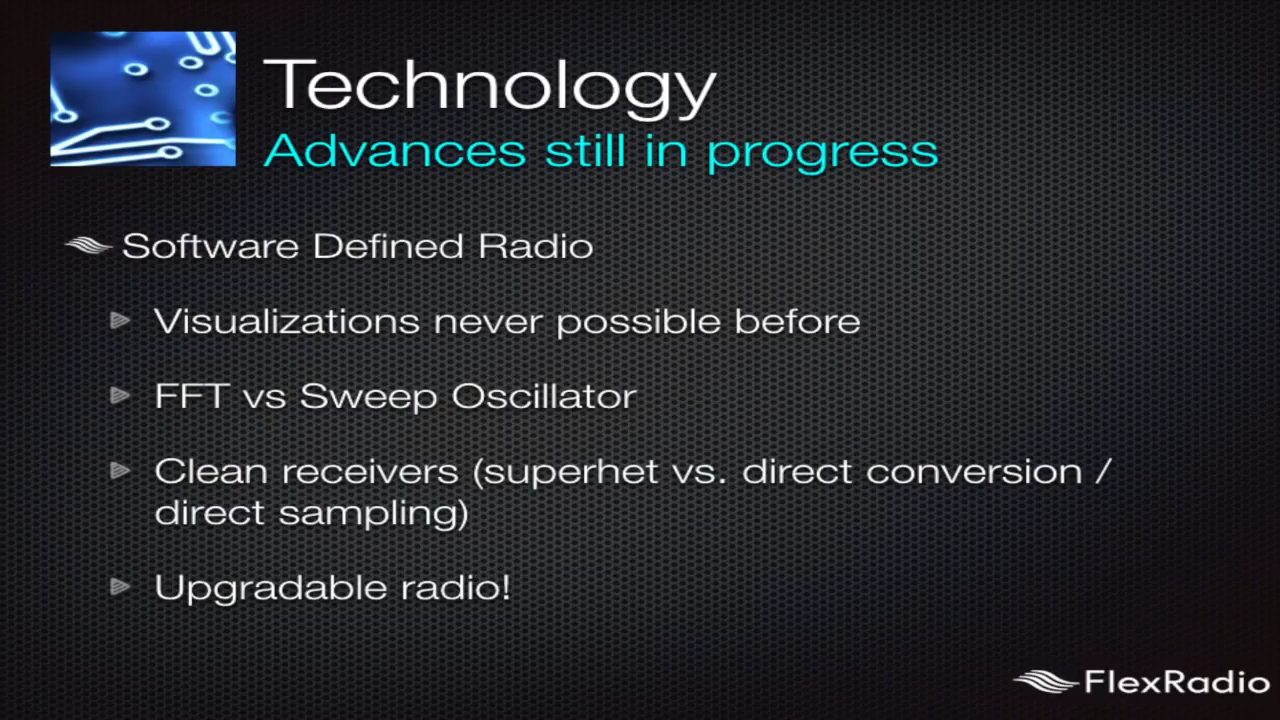 Technology
Advances still in progress
Software Defined Radio
Visualizations never possible before
FFT vs Sweep Oscillator
Clean receivers (superhet vs. direct conversion /
direct sampling)
Upgradable radio!
FlexRadio